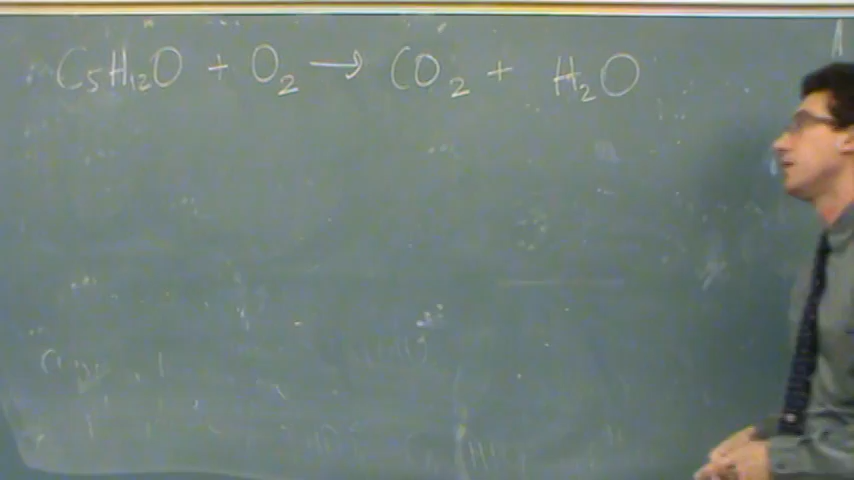 C₅H₁₂O + O₂ → CO₂ + H₂O